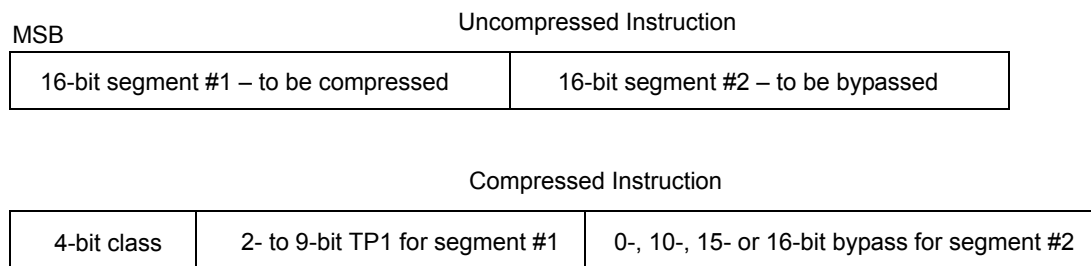 Uncompressed Instruction
MSB
16-bit segment #1 – to be compressed
16-bit segment #2 – to be bypassed
Compressed Instruction
4-bit class
2- to 9-bit TP1 for segment #1
0-, 10-, 15- or 16-bit bypass for segment #2